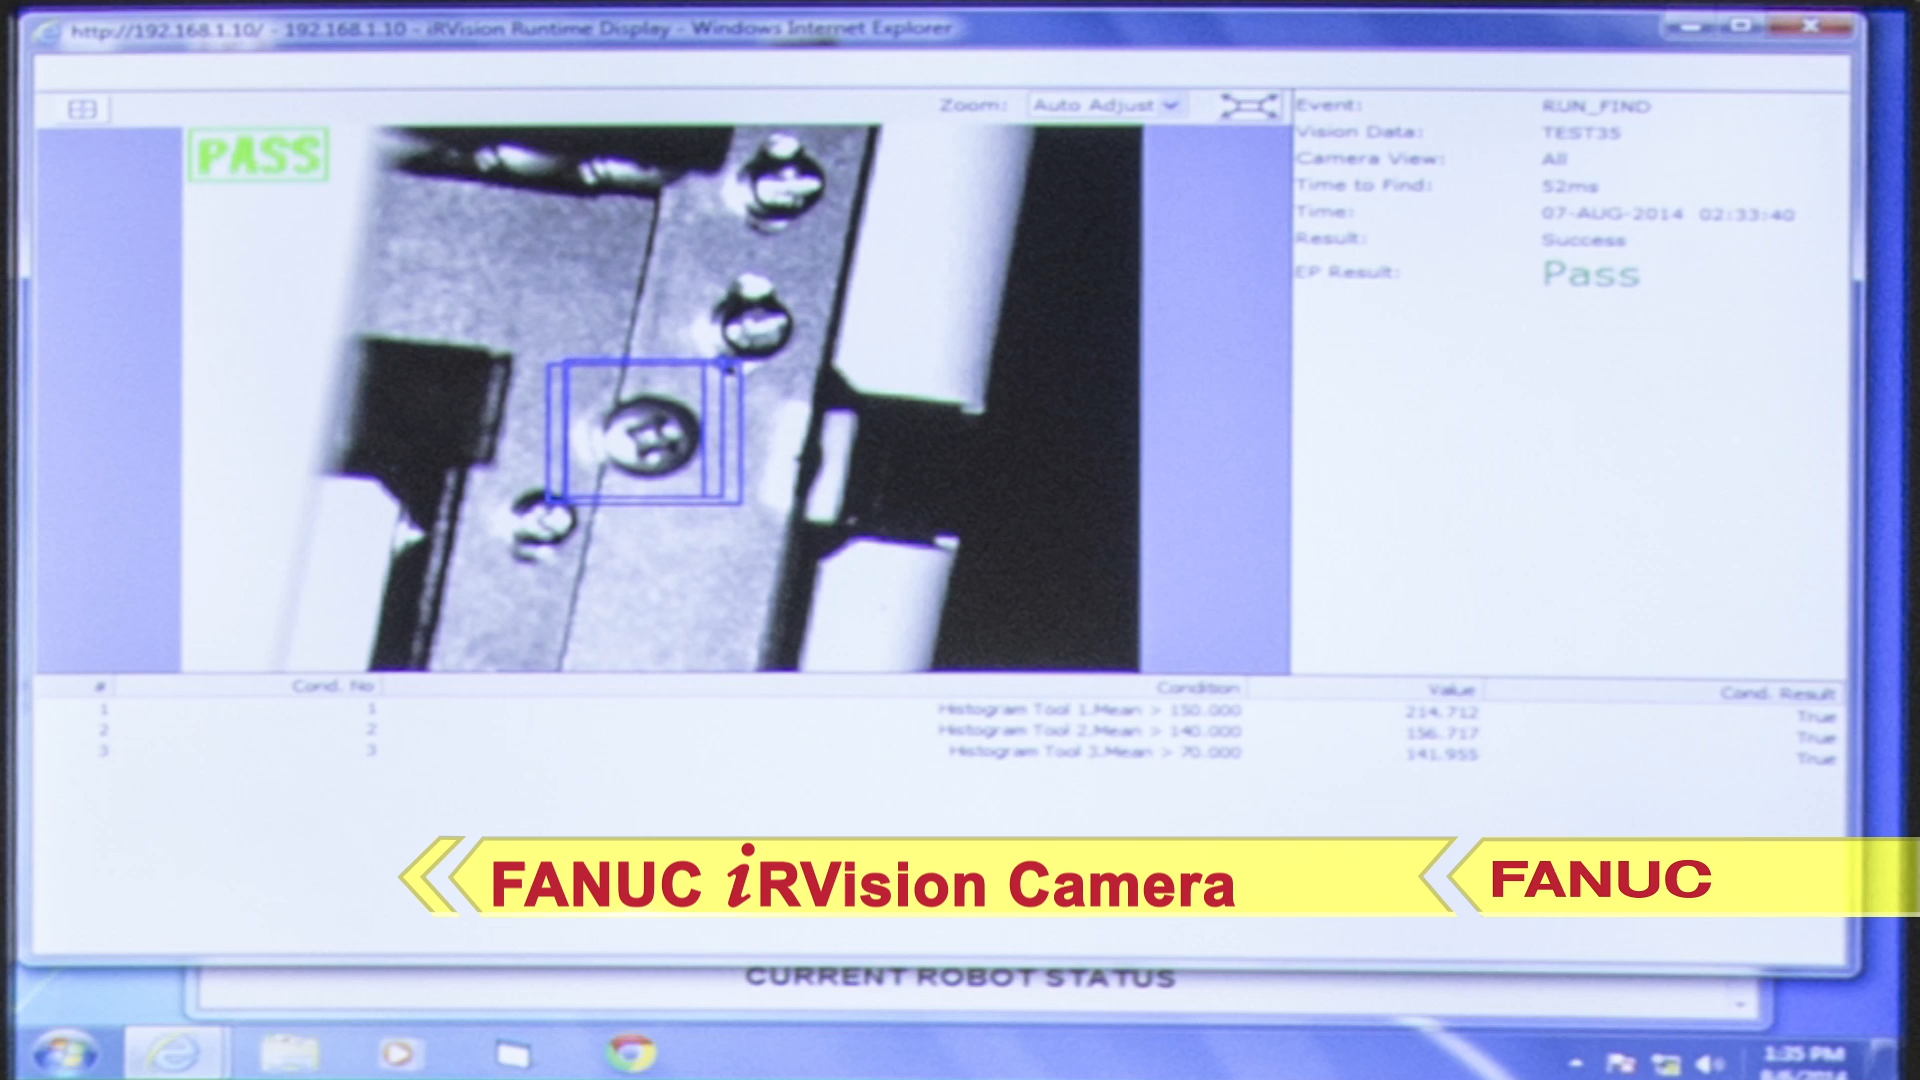 http://192.168.1.10/ - 192.168.1.10 - iRVision Runtime Display - Windows Internet Explorer
Zoom: Auto Adjust
PASS
Event: RUN_FIND
Vision Data: TEST35
Camera View: All
Time to Find: 52ms
Time: 07-AUG-2014 02:33:40
Result: Success
EP Result: Pass
# Cond. No Condition Value Cond. Result
1 1 Histogram Tool 1.Mean > 150.000 214.712 True
2 2 Histogram Tool 2.Mean > 140.000 156.717 True
3 3 Histogram Tool 3.Mean > 70.000 141.955 True
FANUC iRVision Camera
FANUC
CURRENT ROBOT STATUS
1:35 PM